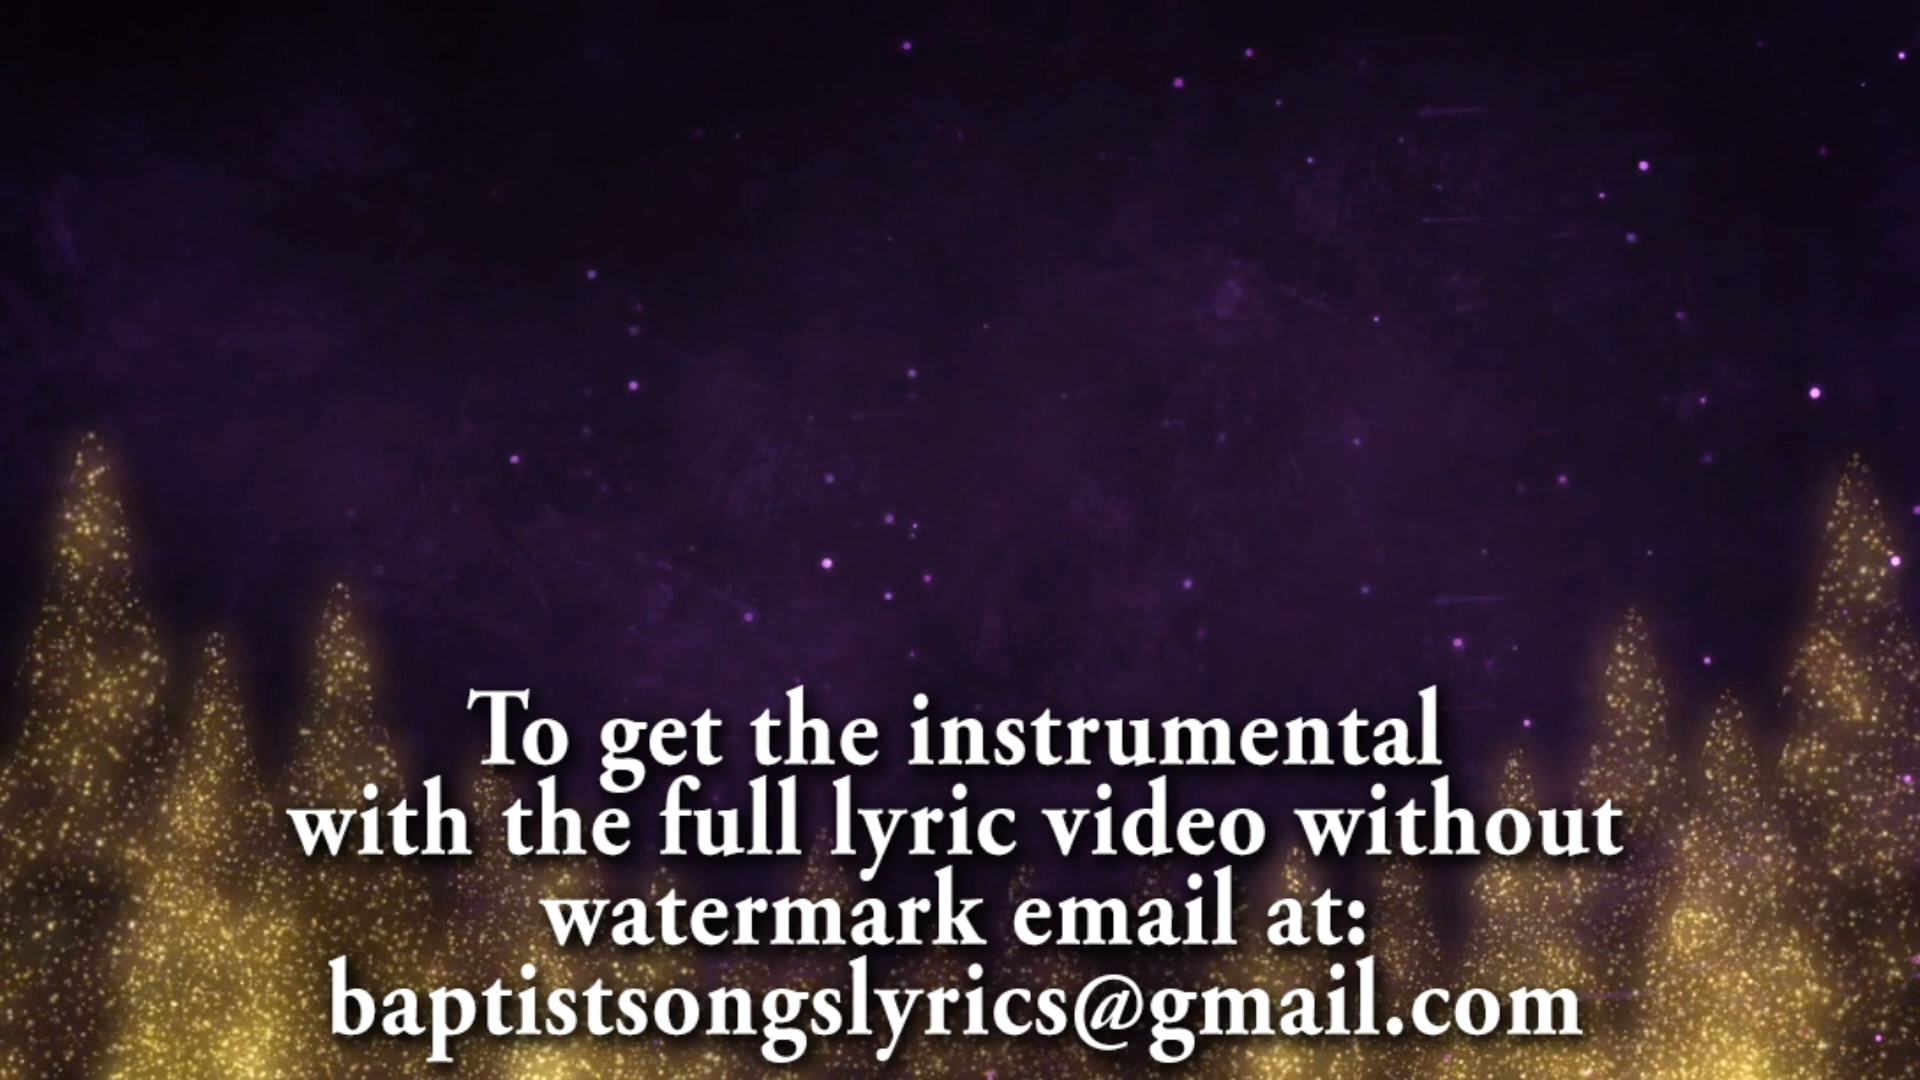 To get the instrumental
with the full lyric video without
watermark email at:
baptistsongslyrics@gmail.com